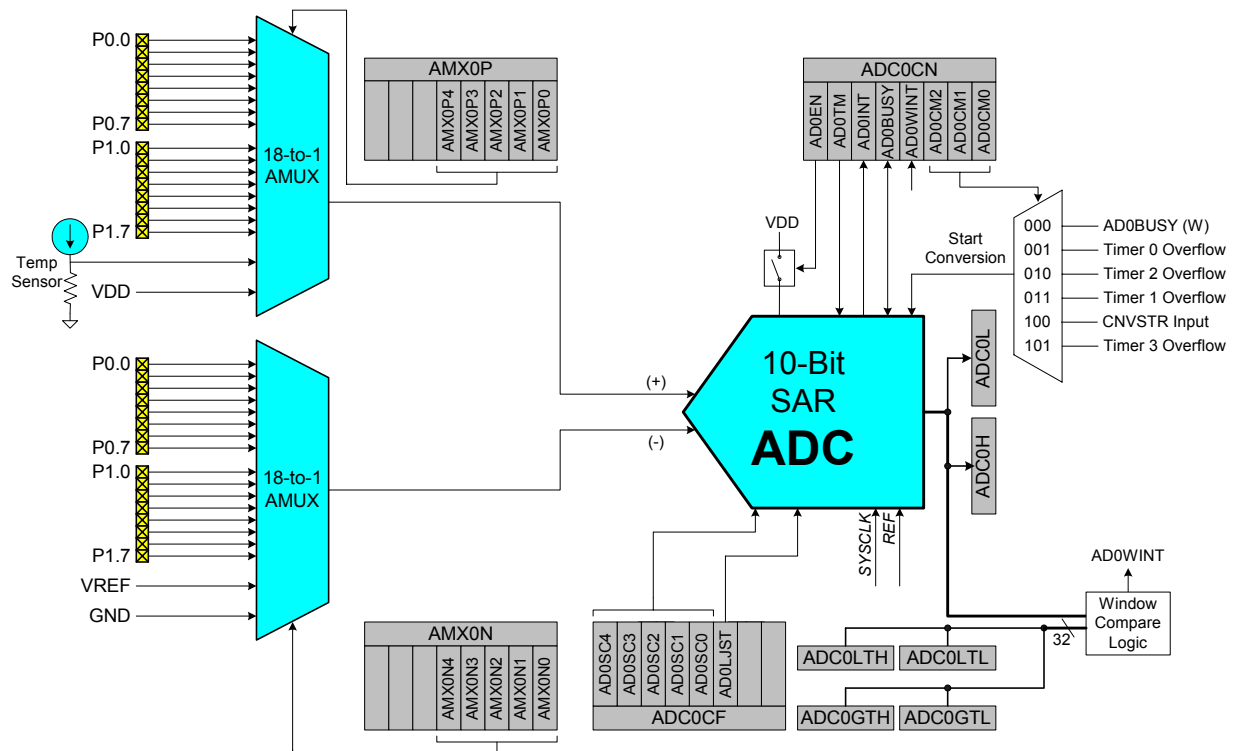 P0.0
P0.7
P1.0
P1.7
Temp
Sensor
VDD
18-to-1
AMUX
AMX0P
AMX0P4
AMX0P3
AMX0P2
AMX0P1
AMX0P0
ADC0CN
AD0EN
AD0TM
AD0INT
AD0BUSY
AD0WINT
AD0CM2
AD0CM1
AD0CM0
VDD
Start
Conversion
000
AD0BUSY (W)
001
Timer 0 Overflow
010
Timer 2 Overflow
011
Timer 1 Overflow
100
CNVSTR Input
101
Timer 3 Overflow
P0.0
P0.7
P1.0
P1.7
VREF
GND
18-to-1
AMUX
(+)
(-)
10-Bit
SAR
ADC
ADC0L
ADC0H
SYSCLK
REF
AMX0N
AMX0N4
AMX0N3
AMX0N2
AMX0N1
AMX0N0
AD0SC4
AD0SC3
AD0SC2
AD0SC1
AD0SC0
AD0LJST
ADC0CF
AD0WINT
Window
Compare
Logic
32
ADC0LTH
ADC0LTL
ADC0GTH
ADC0GTL